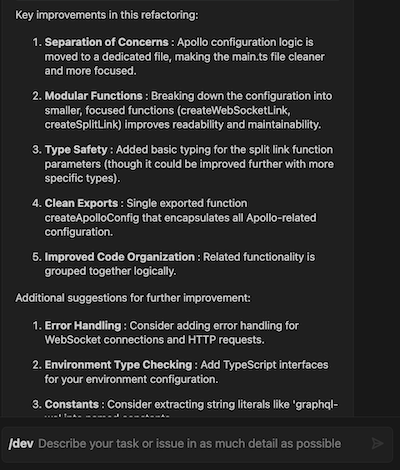 Key improvements in this refactoring:
1. Separation of Concerns : Apollo configuration logic is
moved to a dedicated file, making the main.ts file cleaner
and more focused.
2. Modular Functions : Breaking down the configuration into
smaller, focused functions (createWebSocketLink,
createSplitLink) improves readability and maintainability.
3. Type Safety : Added basic typing for the split link function
parameters (though it could be improved further with more
specific types).
4. Clean Exports : Single exported function
createApolloConfig that encapsulates all Apollo-related
configuration.
5. Improved Code Organization : Related functionality is
grouped together logically.
Additional suggestions for further improvement:
1. Error Handling : Consider adding error handling for
WebSocket connections and HTTP requests.
2. Environment Type Checking : Add TypeScript interfaces
for your environment configuration.
3. Constants : Consider extracting string literals like 'graphql-
ws' into named constants
/dev Describe your task or issue in as much detail as possible